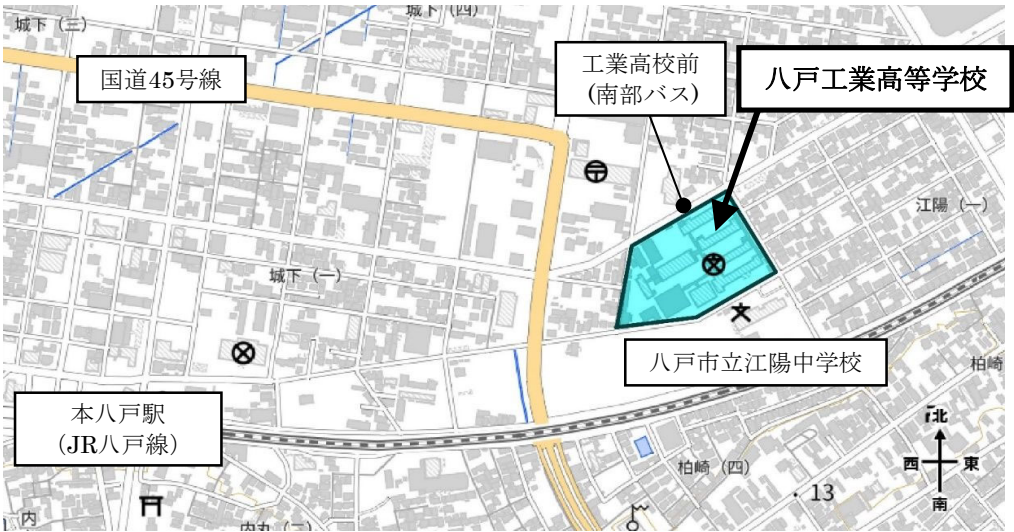 城下（三）
城下（四）
国道45号線
工業高校前
(南部バス)
八戸工業高等学校
江陽（一）
城下（一）
八戸市立江陽中学校
柏崎
本八戸駅
（JR八戸線）
北
西
東
南
柏崎（四）
13
内
内丸（二）